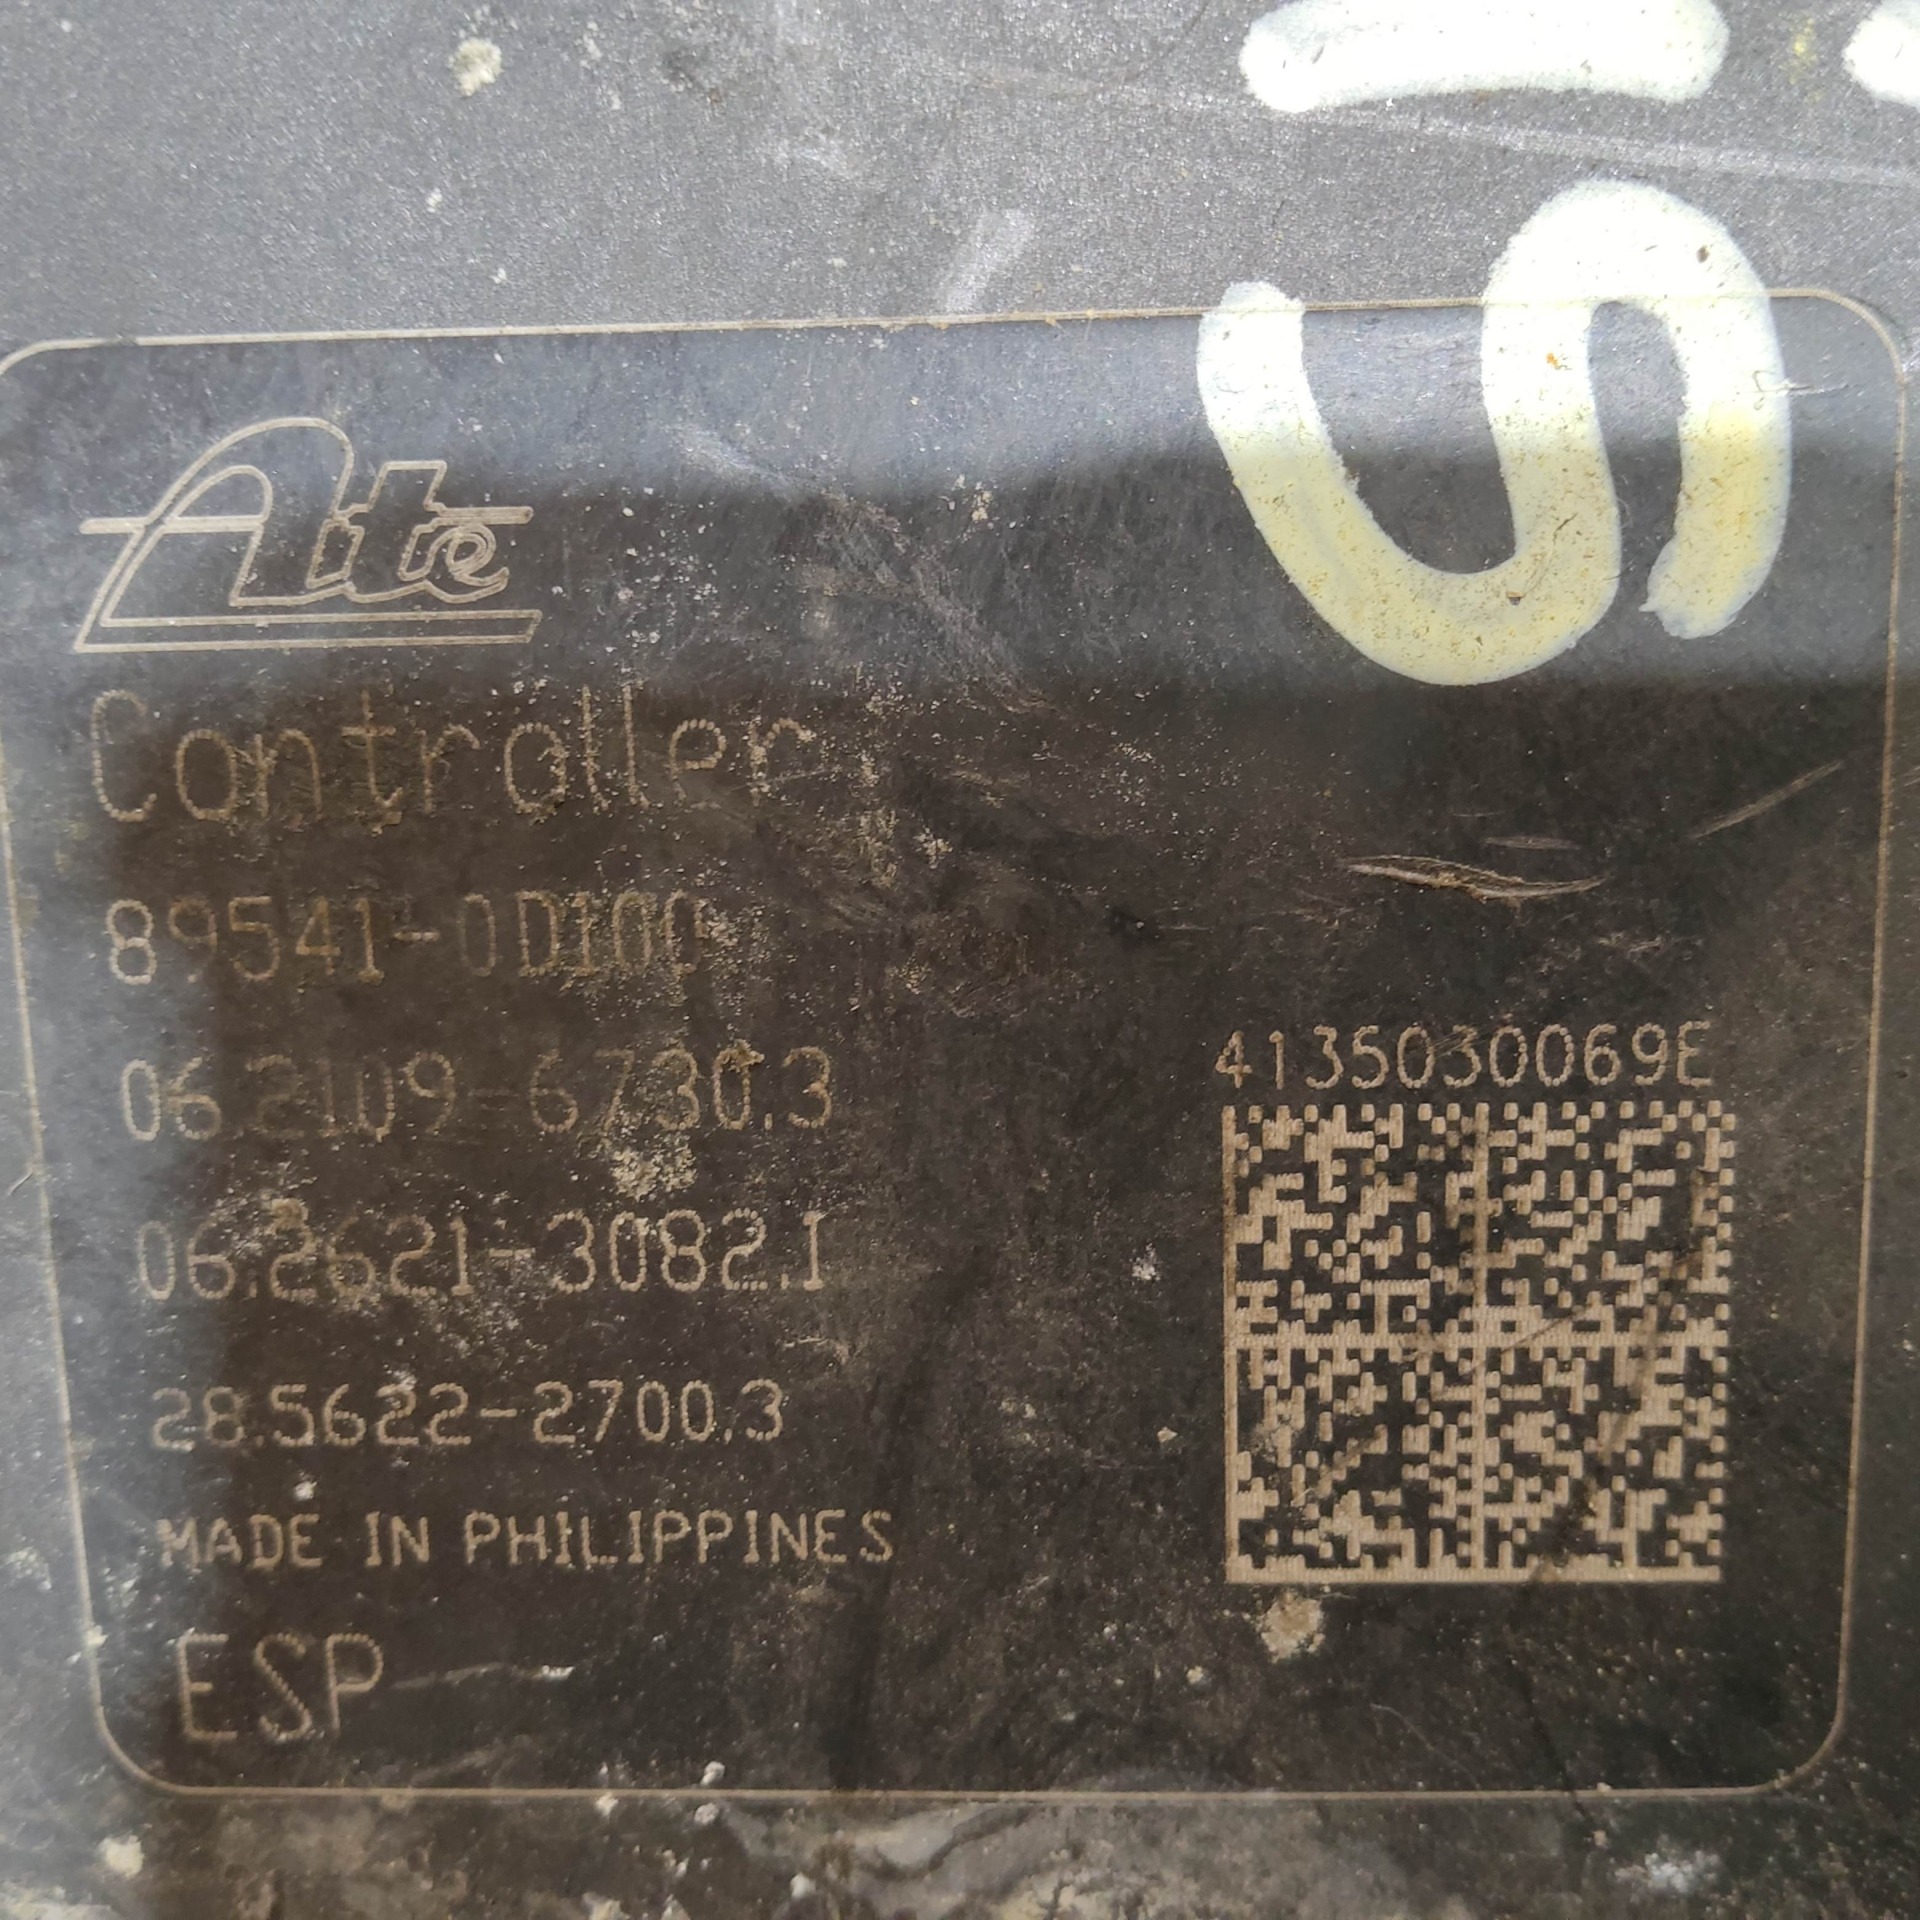 Ate
Controller
89541-0D100
06.2109-6730.3
06.2621-3082.1
28.5622-2700.3
MADE IN PHILIPPINES
ESP
4135030069E